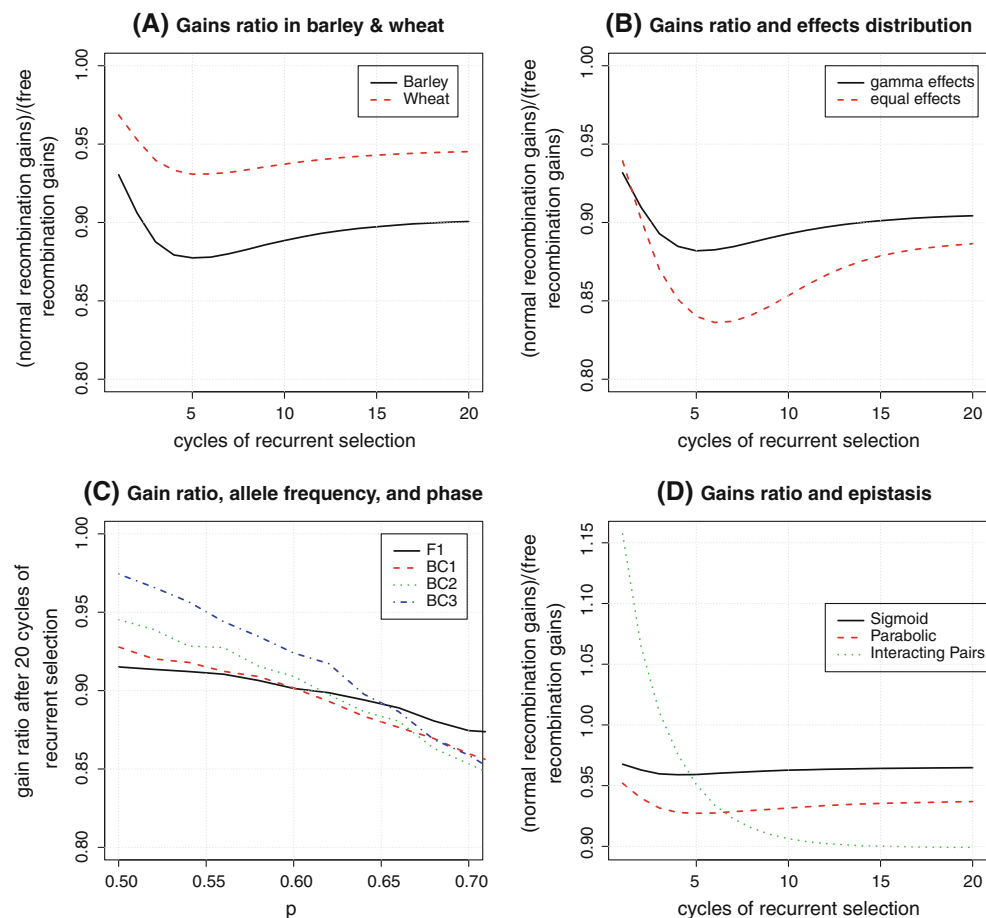 (A) Gains ratio in barley & wheat
(normal recombination gains)/(free
recombination gains)
1.00
0.95
0.90
0.85
0.80
Barley
Wheat
5
10
15
20
cycles of recurrent selection
(B) Gains ratio and effects distribution
(normal recombination gains)/(free
recombination gains)
1.00
0.95
0.90
0.85
0.80
gamma effects
equal effects
5
10
15
20
cycles of recurrent selection
(C) Gain ratio, allele frequency, and phase
gain ratio after 20 cycles of
recurrent selection
1.00
0.95
0.90
0.85
0.80
F1
BC1
BC2
BC3
0.50
0.55
0.60
0.65
0.70
p
(D) Gains ratio and epistasis
(normal recombination gains)/(free
recombination gains)
1.15
1.10
1.05
1.00
0.95
0.90
Sigmoid
Parabolic
Interacting Pairs
5
10
15
20
cycles of recurrent selection